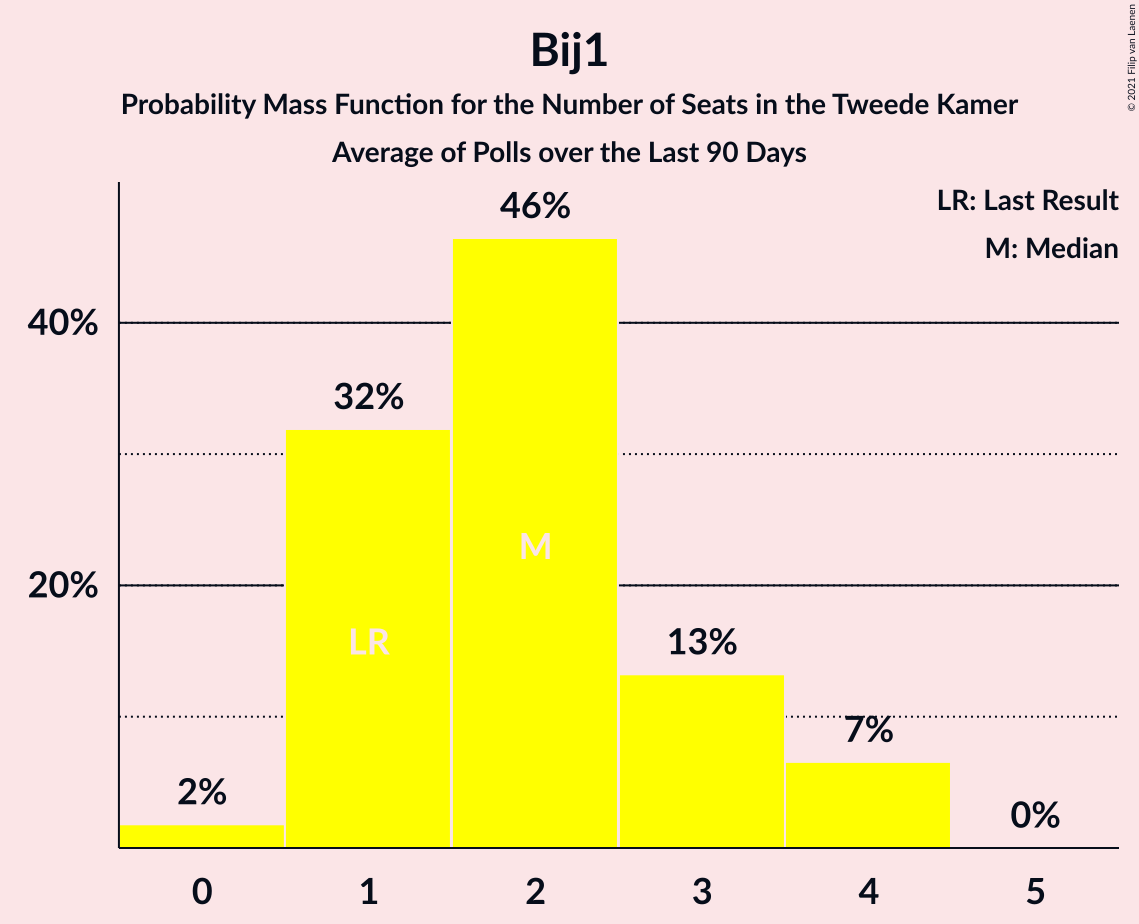 Bij1
Probability Mass Function for the Number of Seats in the Tweede Kamer
Average of Polls over the Last 90 Days
© 2021 Filip van Laenen
LR: Last Result
M: Median
46%
40%
32%
M
20%
LR
13%
7%
2%
0%
0 1 2 3 4 5